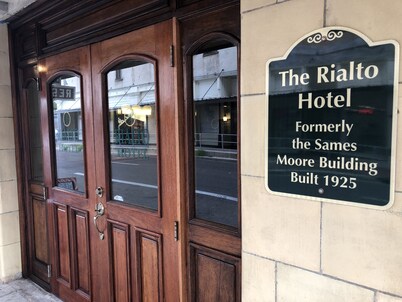 The Rialto
Hotel
Formerly
the Sames
Moore Building
Built 1925